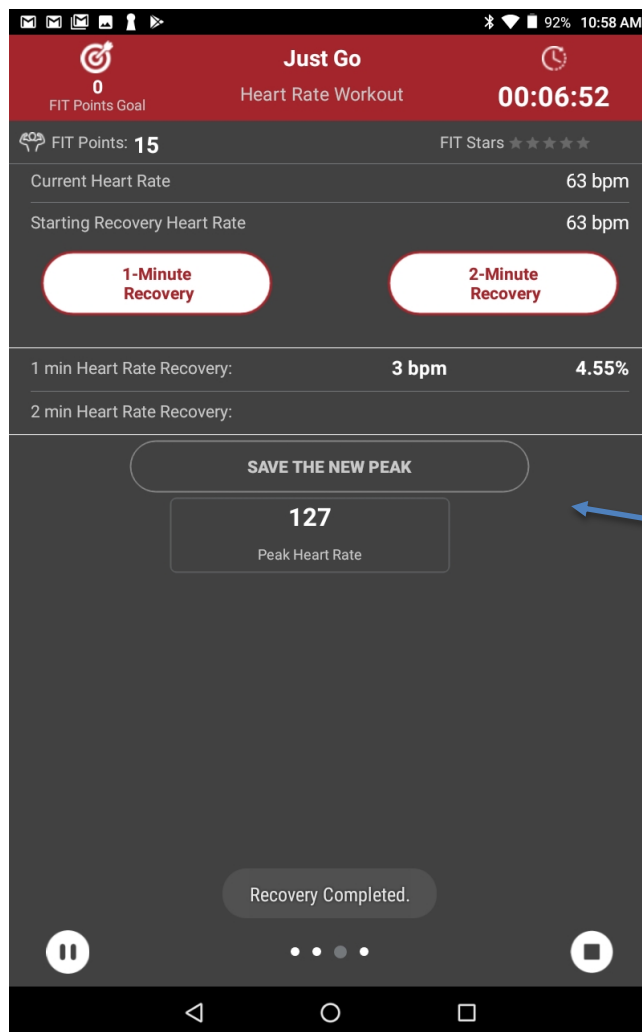 92% 10:58 AM
Just Go
0
Heart Rate Workout
00:06:52
FIT Points Goal
FIT Points: 15
FIT Stars
Current Heart Rate
63 bpm
Starting Recovery Heart Rate
63 bpm
1-Minute
Recovery
2-Minute
Recovery
1 min Heart Rate Recovery:
3 bpm
4.55%
2 min Heart Rate Recovery:
SAVE THE NEW PEAK
127
Peak Heart Rate
Recovery Completed.